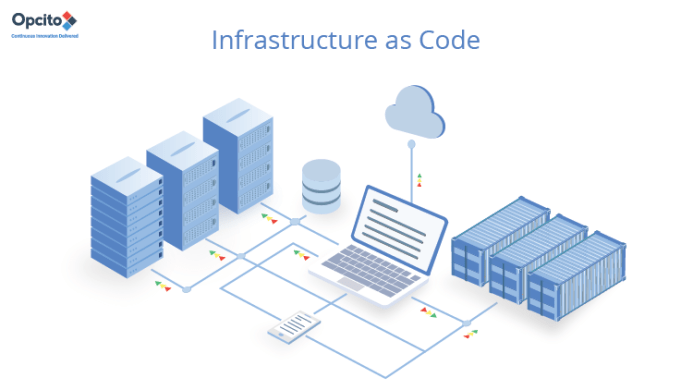 Opcito
Continuous Innovation Delivered
Infrastructure as Code